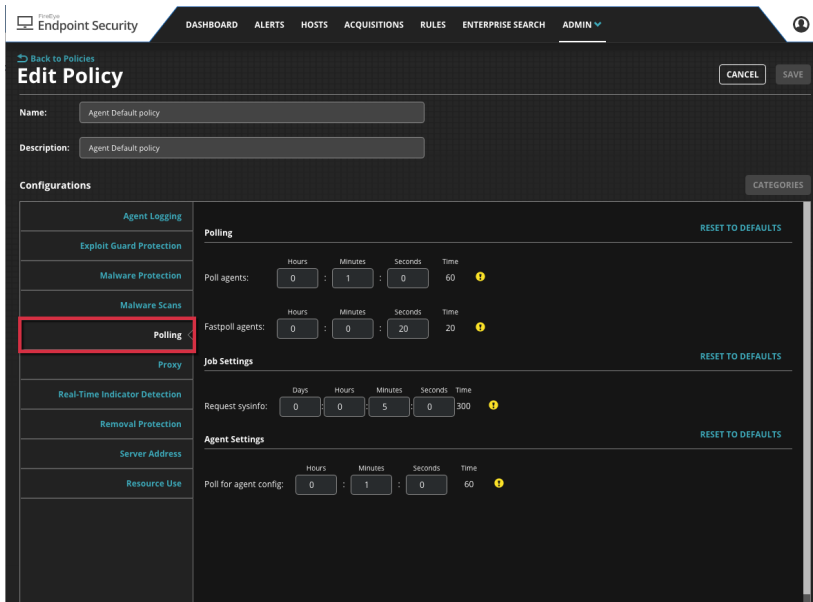 FireEye
Endpoint Security
DASHBOARD ALERTS HOSTS ACQUISITIONS RULES ENTERPRISE SEARCH ADMIN
Back to Policies
Edit Policy
CANCEL SAVE
Name: Agent Default policy
Description: Agent Default policy
Configurations
CATEGORIES
Agent Logging
Exploit Guard Protection
Malware Protection
Malware Scans
Polling
Proxy
Real-Time Indicator Detection
Removal Protection
Server Address
Resource Use
Polling RESET TO DEFAULTS
Hours Minutes Seconds Time
Poll agents: 0 : 1 : 0 60
Hours Minutes Seconds Time
Fastpoll agents: 0 : 0 : 20 20
Job Settings RESET TO DEFAULTS
Days Hours Minutes Seconds Time
Request sysinfo: 0 : 0 : 5 : 0 300
Agent Settings RESET TO DEFAULTS
Hours Minutes Seconds Time
Poll for agent config: 0 : 1 : 0 60